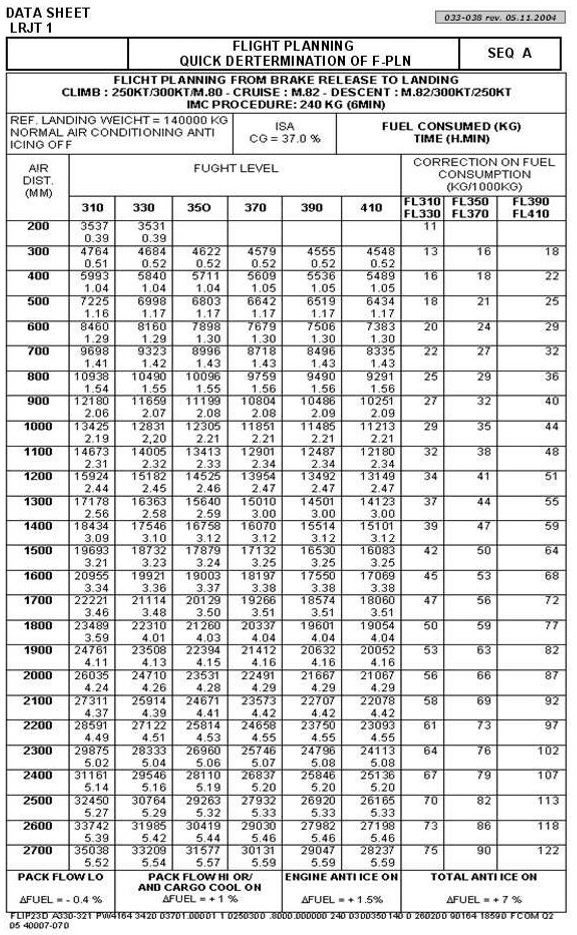 DATA SHEET
LRJT 1
033-038 rev. 05.11.2004
FLIGHT PLANNING
QUICK DERTERMINATION OF F-PLN
SEQ A
FLICHT PLANNING FROM BRAKE RELEASE TO LANDING
CLIMB : 250KT/300KT/M.80 - CRUISE : M.82 - DESCENT : M.82/300KT/250KT
IMC PROCEDURE: 240 KG (6MIN)
REF. LANDING WEICHT = 140000 KG
NORMAL AIR CONDITIONING ANTI
ICING OFF
ISA
CG = 37.0 %
FUEL CONSUMED (KG)
TIME (H.MIN)
AIR
DIST.
(MM)
FUGHT LEVEL
CORRECTION ON FUEL
CONSUMPTION
(KG/1000KG)
310 330 35O 370 390 410 FL310 FL350 FL390
FL330 FL370 FL410
200 3537 3531 11
0.39 0.39
300 4764 4684 4622 4579 4555 4548 13 16 18
0.51 0.52 0.52 0.52 0.52 0.52
400 5993 5840 5711 5609 5536 5489 16 18 22
1.04 1.04 1.04 1.05 1.05 1.05
500 7225 6998 6803 6642 6519 6434 18 21 25
1.16 1.17 1.17 1.17 1.17 1.17
600 8460 8160 7898 7679 7506 7383 20 24 29
1.29 1.29 1.30 1.30 1.30 1.30
700 9698 9323 8996 8718 8496 8335 22 27 32
1.41 1.42 1.43 1.43 1.43 1.43
800 10938 10490 10096 9759 9490 9291 25 29 36
1.54 1.55 1.55 1.56 1.56 1.56
900 12180 11659 11199 10804 10486 10251 27 32 40
2.06 2.07 2.08 2.08 2.09 2.09
1000 13425 12831 12305 11851 11485 11213 29 35 44
2.19 2,20 2.21 2.21 2.21 2.21
1100 14673 14005 13413 12901 12487 12180 32 38 48
2.31 2.32 2.33 2.34 2.34 2.34
1200 15924 15182 14525 13954 13492 13149 34 41 51
2.44 2.45 2.46 2.47 2.47 2.47
1300 17178 16363 15640 15010 14501 14123 37 44 55
2.56 2.58 2.59 3.00 3.00 3.00
1400 18434 17546 16758 16070 15514 15101 39 47 59
3.09 3.10 3.12 3.12 3.12 3.12
1500 19693 18732 17879 17132 16530 16083 42 50 64
3.21 3.23 3.24 3.25 3.25 3.25
1600 20955 19921 19003 18197 17550 17069 45 53 68
3.34 3.36 3.37 3.38 3.38 3.38
1700 22221 21114 20129 19266 18574 18060 47 56 72
3.46 3.48 3.50 3.51 3.51 3.51
1800 23489 22310 21260 20337 19601 19054 50 59 77
3.59 4.01 4.03 4.04 4.04 4.04
1900 24761 23508 22394 21412 20632 20052 53 63 82
4.11 4.13 4.15 4.16 4.16 4.16
2000 26035 24710 23531 22491 21667 21067 56 66 87
4.24 4.26 4.28 4.29 4.29 4.29
2100 27311 25914 24671 23573 22707 22078 58 69 92
4.37 4.39 4.41 4.42 4.42 4.42
2200 28591 27122 25814 24658 23750 23093 61 73 97
4.49 4.51 4.53 4.55 4.55 4.55
2300 29875 28333 26960 25746 24796 24113 64 76 102
5.02 5.04 5.06 5.07 5.08 5.08
2400 31161 29546 28110 26837 25846 25136 67 79 107
5.14 5.16 5.19 5.20 5.20 5.20
2500 32450 30764 29263 27932 26920 26165 70 82 113
5.27 5.29 5.32 5.33 5.33 5.33
2600 33742 31985 30419 29030 27982 27198 73 86 118
5.39 5.42 5.44 5.46 5.46 5.46
2700 35038 33209 31577 30131 29047 28237 75 90 122
5.52 5.54 5.57 5.59 5.59 5.59
PACK FLOW LO
PACK FLOW HI OR/
AND CARGO COOL ON
ENGINE ANTI ICE ON
TOTAL ANTI ICE ON
ΔFUEL = - 0.4 %
ΔFUEL = + 1 %
ΔFUEL = + 1.5%
ΔFUEL = + 7 %
FLIP23D A330-321 PW4164 3420 0370 FCOM Q2
05 40007-070